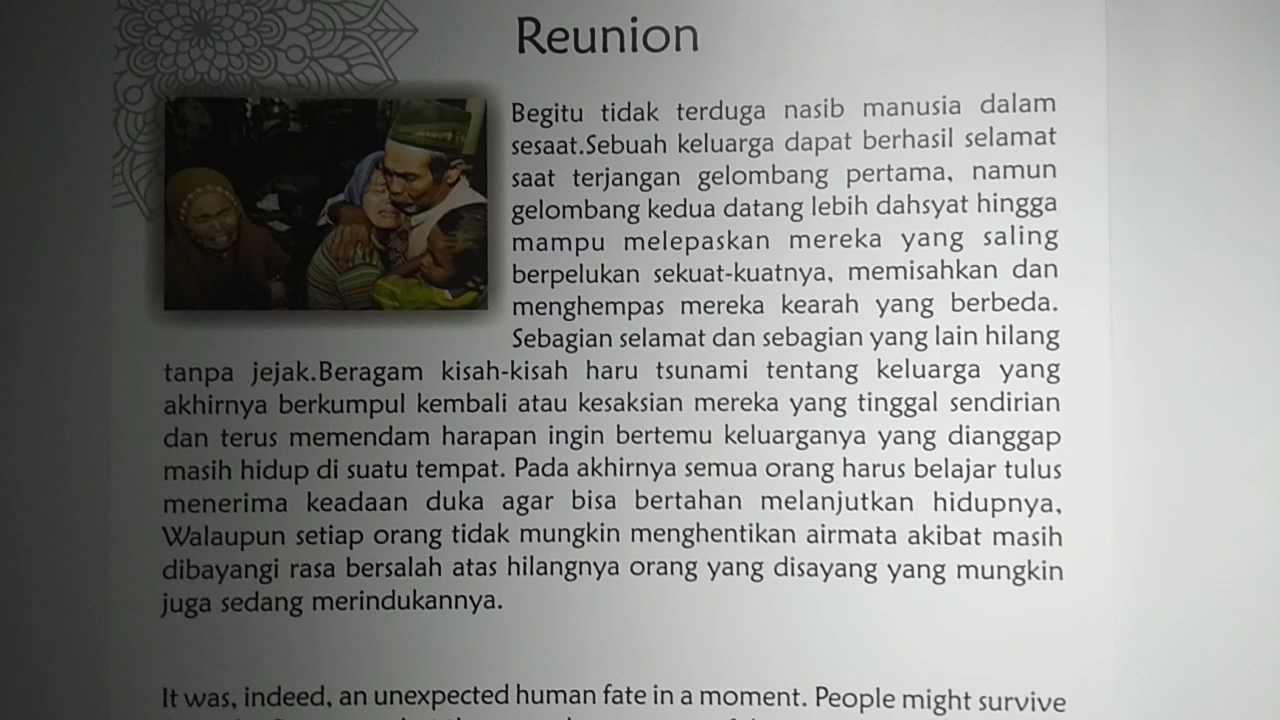 Reunion
Begitu tidak terduga nasib manusia dalam
sesaat.Sebuah keluarga dapat berhasil selamat
saat terjangan gelombang pertama, namun
gelombang kedua datang lebih dahsyat hingga
mampu melepaskan mereka yang saling
berpelukan sekuat-kuatnya, memisahkan dan
menghempas mereka kearah yang berbeda.
Sebagian selamat dan sebagian yang lain hilang
tanpa jejak.Beragam kisah-kisah haru tsunami tentang keluarga yang
akhirnya berkumpul kembali atau kesaksian mereka yang tinggal sendirian
dan terus memendam harapan ingin bertemu keluarganya yang dianggap
masih hidup di suatu tempat. Pada akhirnya semua orang harus belajar tulus
menerima keadaan duka agar bisa bertahan melanjutkan hidupnya,
Walaupun setiap orang tidak mungkin menghentikan airmata akibat masih
dibayangi rasa bersalah atas hilangnya orang yang disayang yang mungkin
juga sedang merindukannya.
It was, indeed, an unexpected human fate in a moment. People might survive